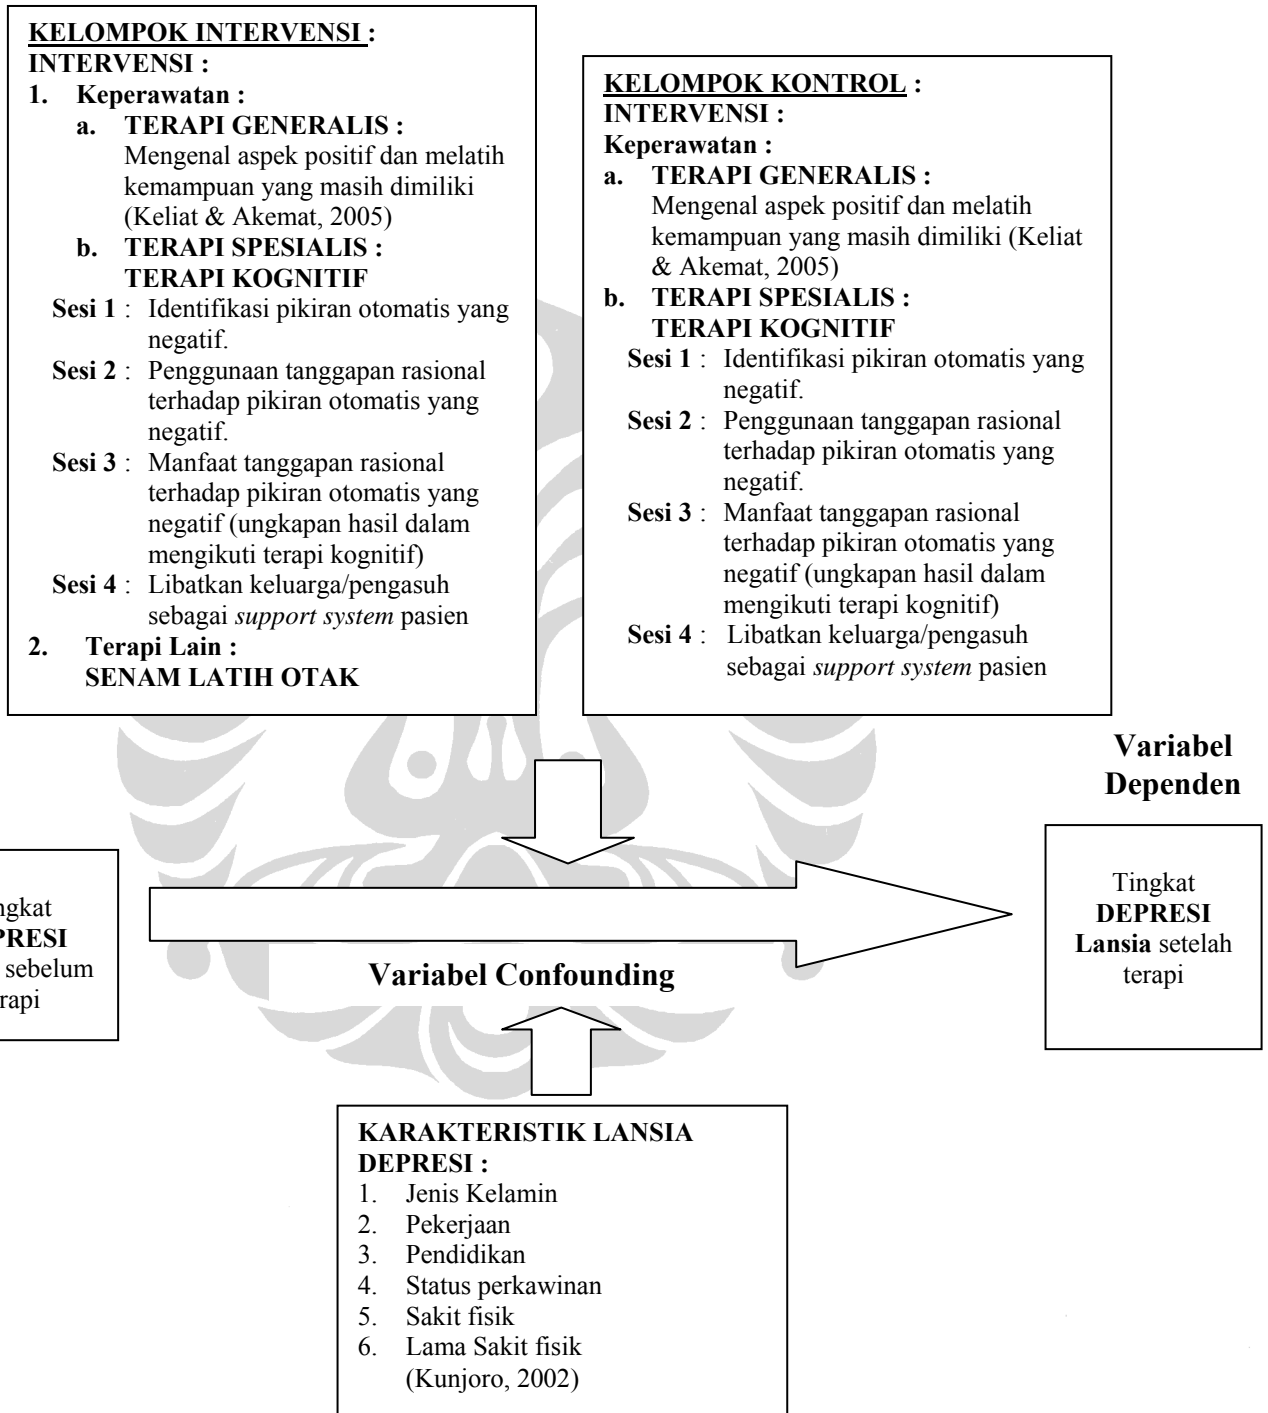 KELOMPOK INTERVENSI :
INTERVENSI :
1. Keperawatan :
a. TERAPI GENERALIS :
Mengenal aspek positif dan melatih
kemampuan yang masih dimiliki
(Keliat & Akemat, 2005)
b. TERAPI SPESIALIS :
TERAPI KOGNITIF
Sesi 1 : Identifikasi pikiran otomatis yang
negatif.
Sesi 2 : Penggunaan tanggapan rasional
terhadap pikiran otomatis yang
negatif.
Sesi 3 : Manfaat tanggapan rasional
terhadap pikiran otomatis yang
negatif (ungkapan hasil dalam
mengikuti terapi kognitif)
Sesi 4 : Libatkan keluarga/pengasuh
sebagai support system pasien
2. Terapi Lain :
SENAM LATIH OTAK
KELOMPOK KONTROL :
INTERVENSI :
Keperawatan :
a. TERAPI GENERALIS :
Mengenal aspek positif dan melatih
kemampuan yang masih dimiliki (Keliat
& Akemat, 2005)
b. TERAPI SPESIALIS :
TERAPI KOGNITIF
Sesi 1 : Identifikasi pikiran otomatis yang
negatif.
Sesi 2 : Penggunaan tanggapan rasional
terhadap pikiran otomatis yang
negatif.
Sesi 3 : Manfaat tanggapan rasional
terhadap pikiran otomatis yang
negatif (ungkapan hasil dalam
mengikuti terapi kognitif)
Sesi 4 : Libatkan keluarga/pengasuh
sebagai support system pasien
Variabel
Dependen
ngkat
PRESI
sebelum
rapi
Variabel Confounding
Tingkat
DEPRESI
Lansia setelah
terapi
KARAKTERISTIK LANSIA
DEPRESI :
1. Jenis Kelamin
2. Pekerjaan
3. Pendidikan
4. Status perkawinan
5. Sakit fisik
6. Lama Sakit fisik
(Kunjoro, 2002)